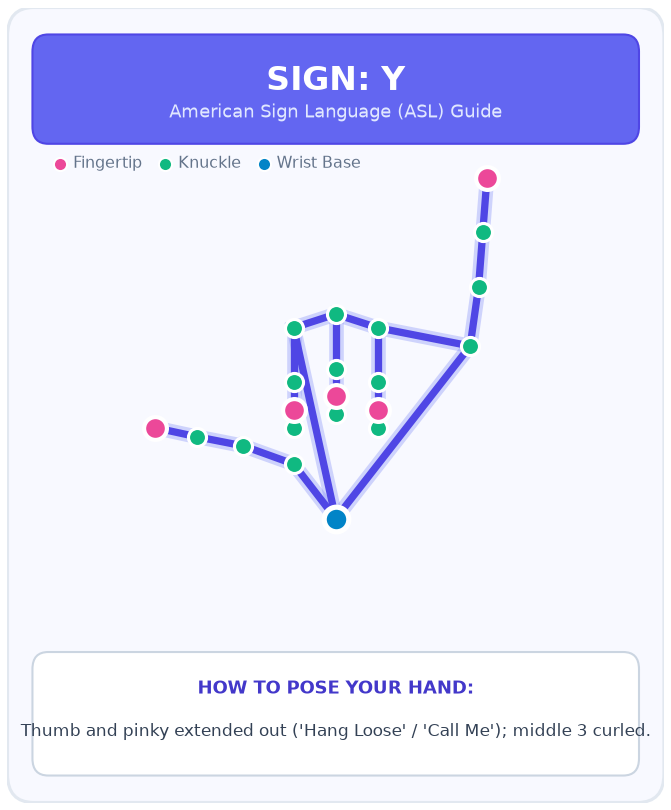 SIGN: Y
American Sign Language (ASL) Guide
Fingertip Knuckle Wrist Base
HOW TO POSE YOUR HAND:
Thumb and pinky extended out ('Hang Loose' / 'Call Me'); middle 3 curled.